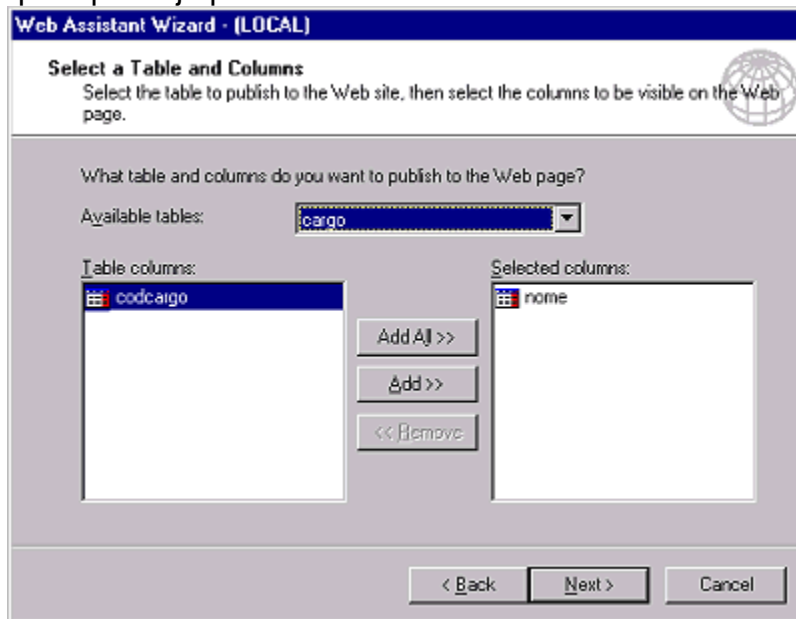 Web Assistant Wizard - (LOCAL)
Select a Table and Columns
Select the table to publish to the Web site, then select the columns to be visible on the Web
page.
What table and columns do you want to publish to the Web page?
Available tables:
cargo
Table columns:
codcargo
Add All >>
Add >>
<< Remove
Selected columns:
nome
< Back
Next >
Cancel